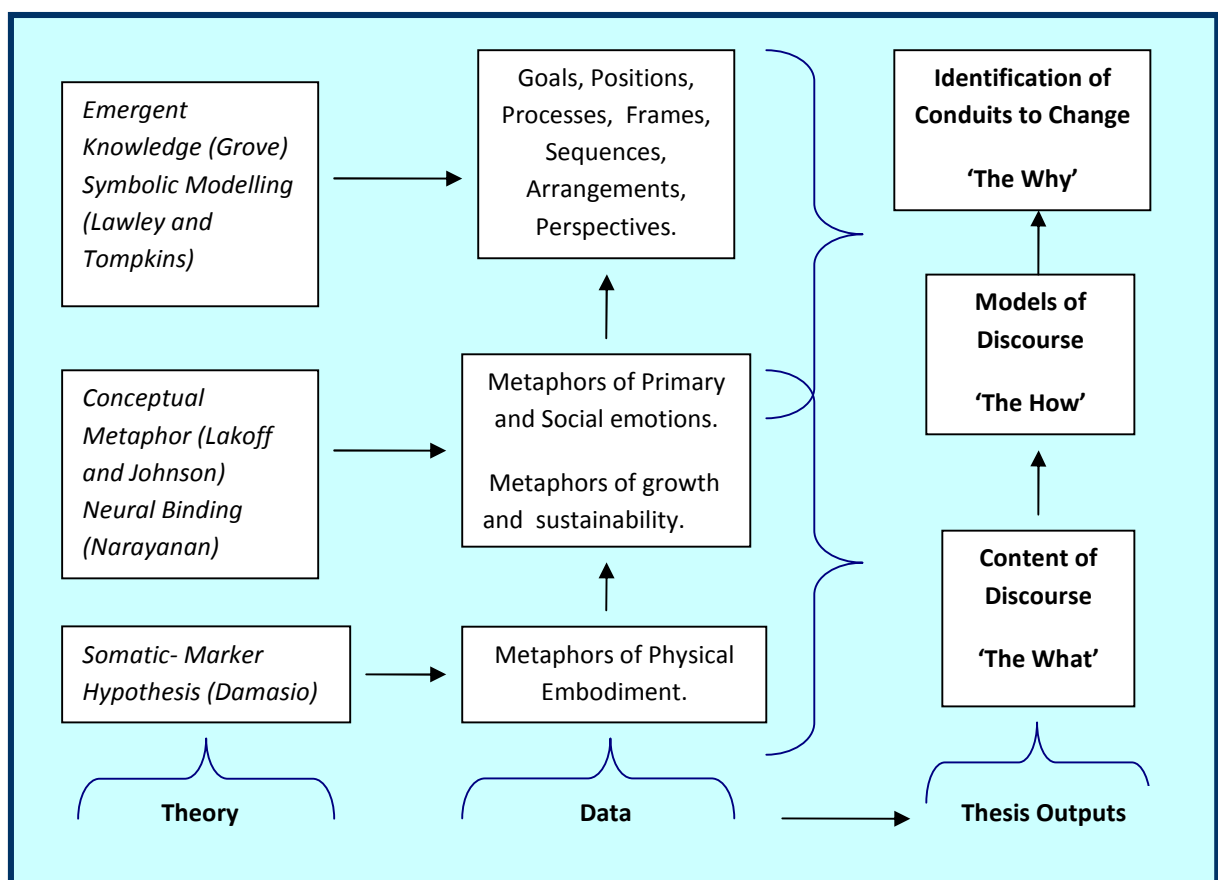 Emergent
Knowledge (Grove)
Symbolic Modelling
(Lawley and
Tompkins)
Goals, Positions,
Processes, Frames,
Sequences,
Arrangements,
Perspectives.
Identification of
Conduits to Change
‘The Why’
Models of
Discourse
‘The How’
Conceptual
Metaphor (Lakoff
and Johnson)
Neural Binding
(Narayanan)
Metaphors of Primary
and Social emotions.
Metaphors of growth
and sustainability.
Content of
Discourse
‘The What’
Somatic- Marker
Hypothesis (Damasio)
Metaphors of Physical
Embodiment.
Theory
Data
Thesis Outputs